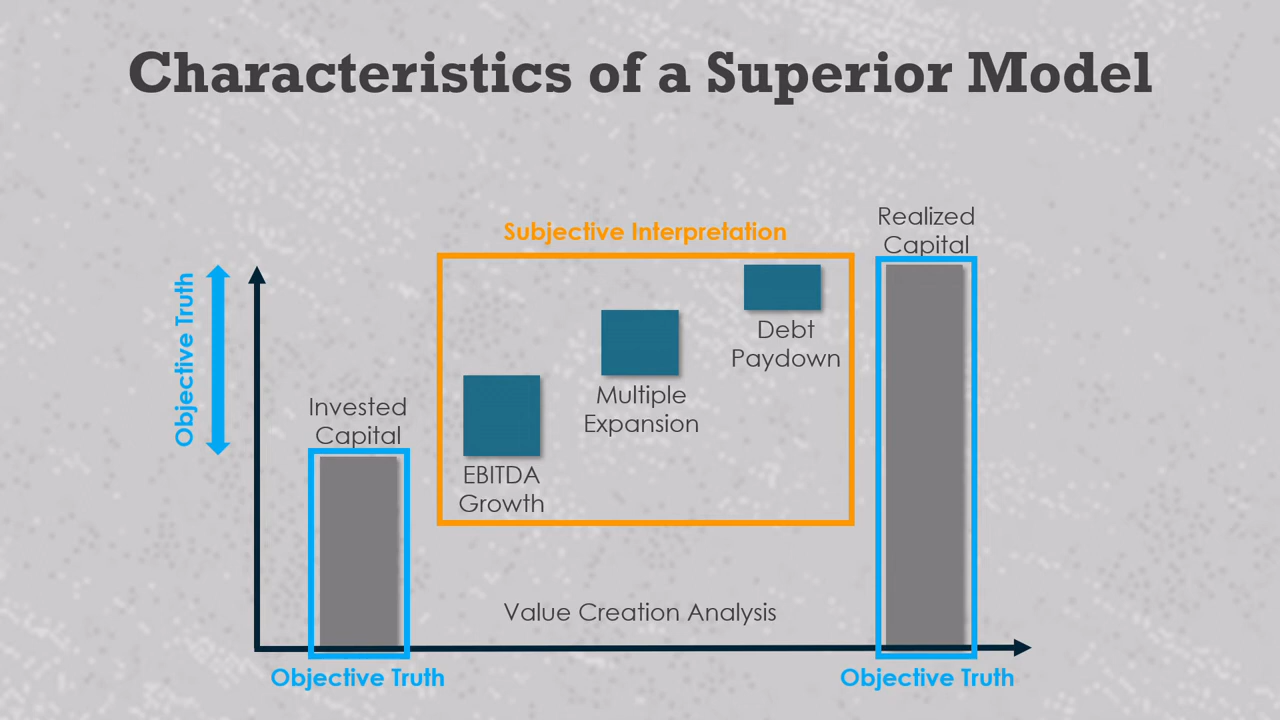 Characteristics of a Superior Model
Realized
Capital
Subjective Interpretation
Objective Truth
Debt
Paydown
Multiple
Expansion
Invested
Capital
EBITDA
Growth
Value Creation Analysis
Objective Truth
Objective Truth